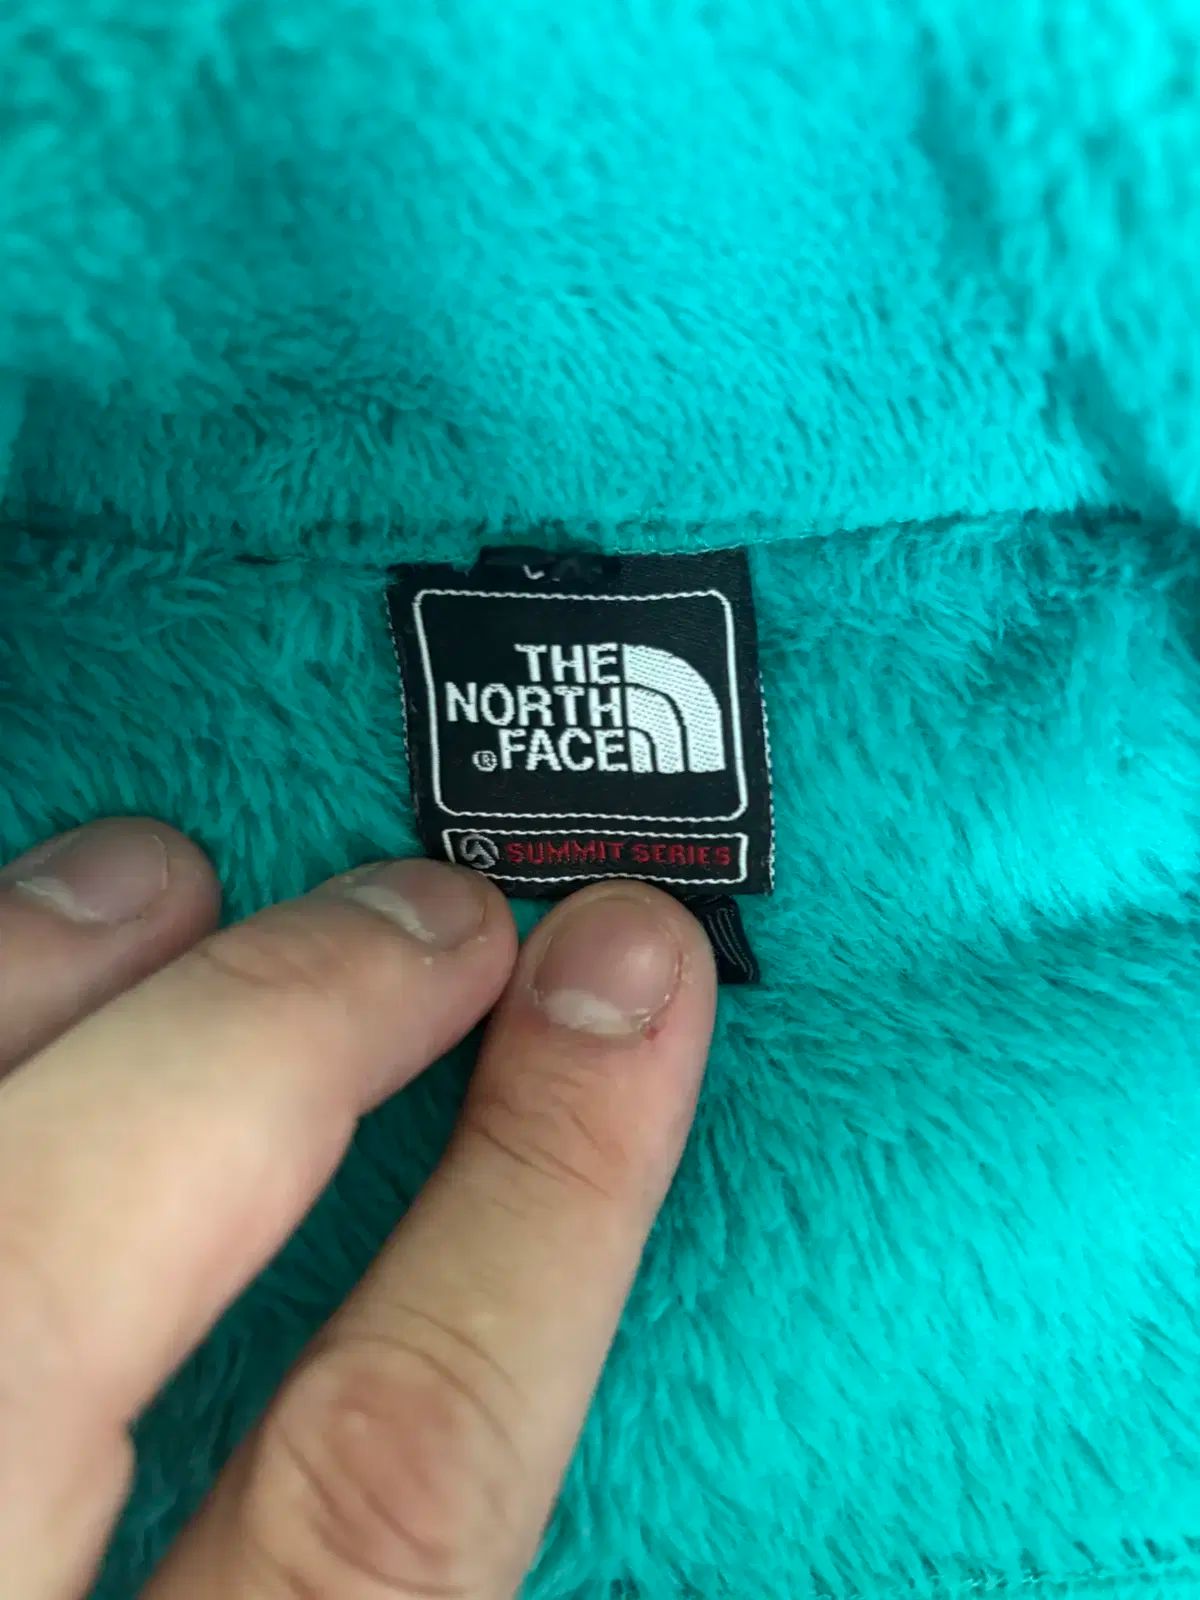 THE
NORTH
®FACE
SUMMIT SERIES